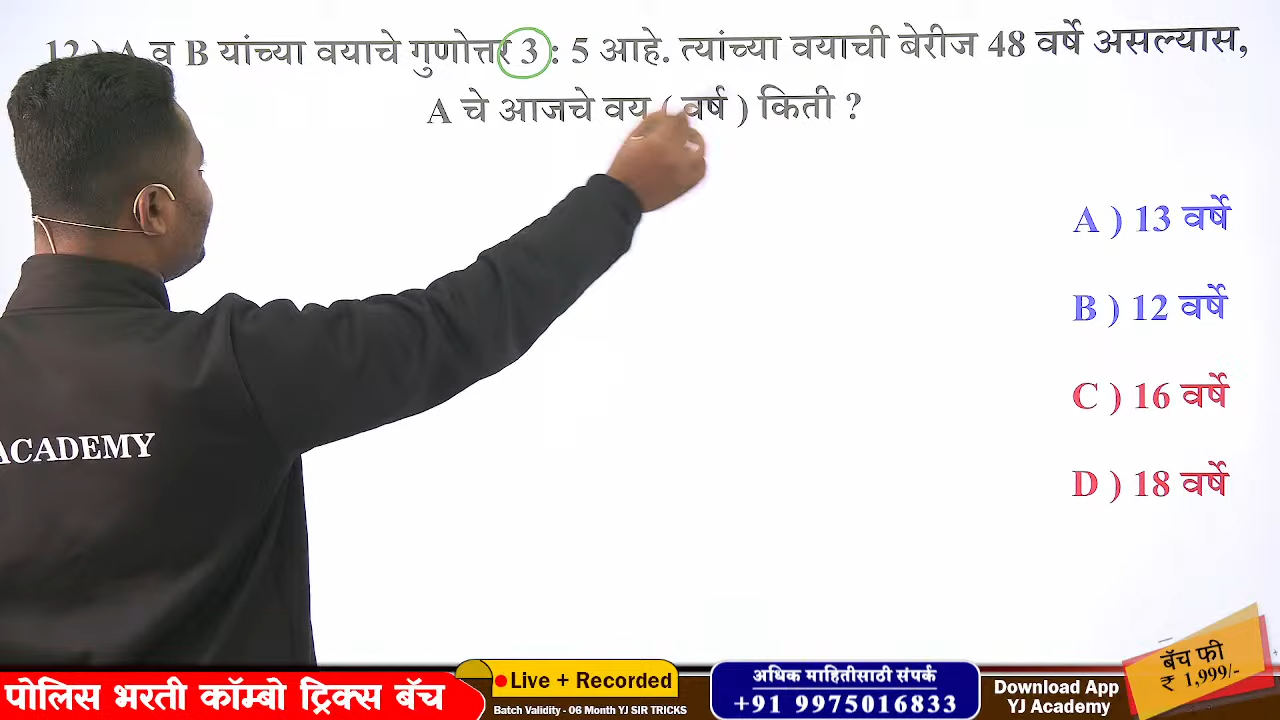 12 ) A व B यांच्या वयाचे गुणोत्तर 3 : 5 आहे. त्यांच्या वयाची बेरीज 48 वर्षे असल्यास,
A चे आजचे वय ( वर्ष ) किती ?
A ) 13 वर्षे
B ) 12 वर्षे
C ) 16 वर्षे
D ) 18 वर्षे
ACADEMY
पोलिस भरती कॉम्बो ट्रिक्स बॅच
Live + Recorded
Batch Validity - 06 Month YJ SIR TRICKS
अधिक माहितीसाठी संपर्क
+91 9975016833
Download App
YJ Academy
बॅच फी
₹ 1,999/-